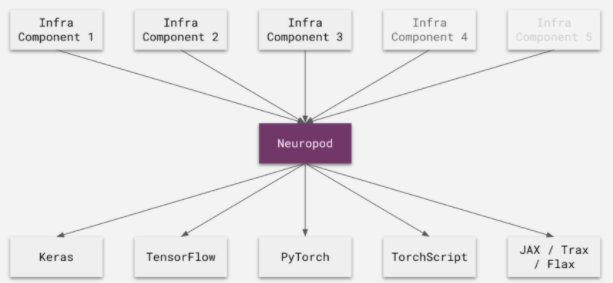 Infra
Component 1
Infra
Component 2
Infra
Component 3
Infra
Component 4
Infra
Component 5
Neuropod
Keras
TensorFlow
PyTorch
TorchScript
JAX / Trax
/ Flax